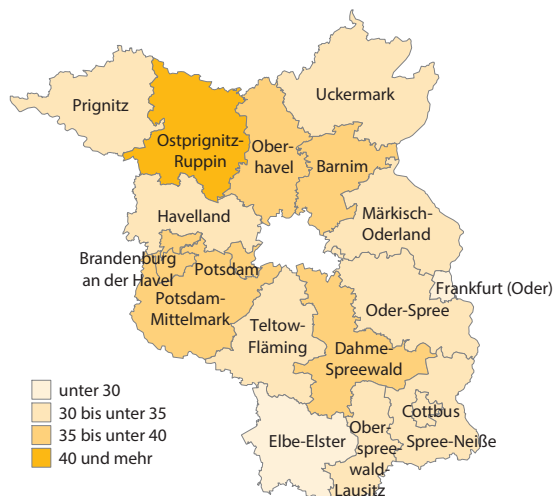 Prignitz
Uckermark
Ostprignitz-
Ruppin
Ober-
havel
Barnim
Havelland
Märkisch-
Oderland
Brandenburg
an der Havel
Potsdam
Potsdam-
Mittelmark
Frankfurt (Oder)
Oder-Spree
Teltow-
Fläming
Dahme-
Spreewald
Cottbus
Spree-Neiße
Elbe-Elster
Ober-
spree-
wald-
Lausitz
unter 30
30 bis unter 35
35 bis unter 40
40 und mehr